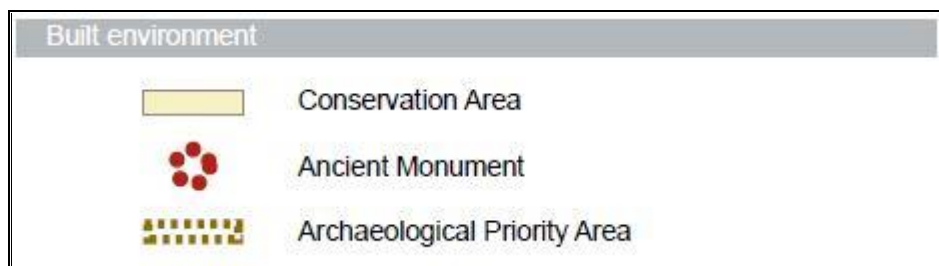 Built environment
Conservation Area
Ancient Monument
Archaeological Priority Area